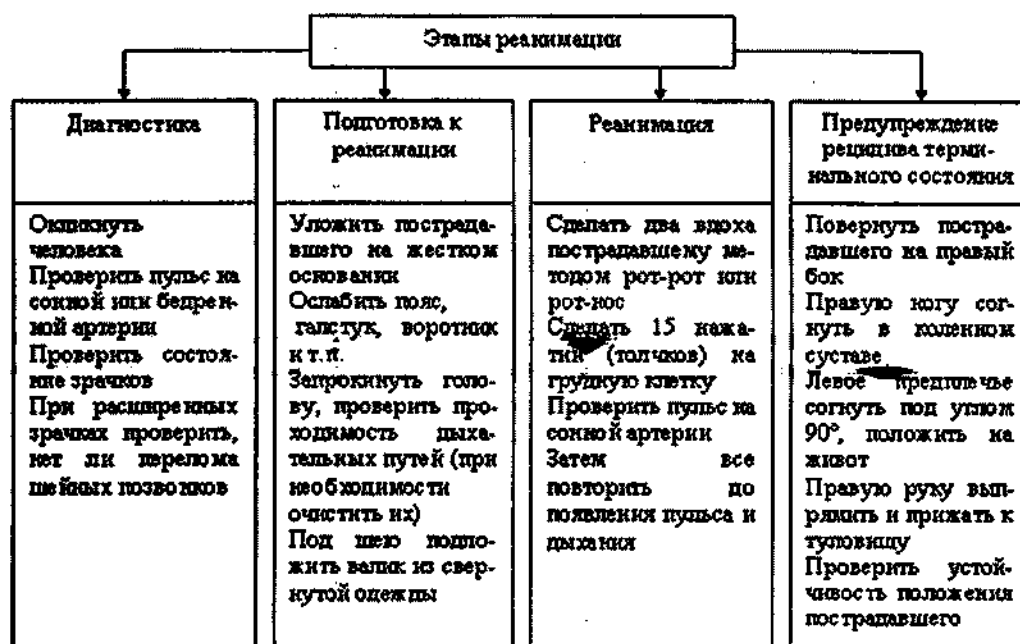 Этапы реанимации
Диагностика
Окликнуть
человека
Проверить пульс на
сонной или бедрен-
ной артерии
Проверить состоя-
ние зрачков
При расширенных
зрачках проверить,
нет ли перелома
шейных позвонков
Подготовка к
реанимации
Уложить пострада-
вшего на жестком
основании
Ослабить пояс,
галстук, воротник
и т.п.
Запрокинуть голо-
ву, проверить про-
ходимость дыха-
тельных путей (при
необходимости
очистить их)
Под шею подло-
жить валик из свер-
нутой одежды
Реанимация
Сделать два вдоха
пострадавшему ме-
тодом рот-рот или
рот-нос
Сделать 15 нажа-
тий (толчков) на
грудную клетку
Проверить пульс на
сонной артерии
Затем все
повторить до
появления пульса и
дыхания
Предупреждение
рецидива терми-
нального состояния
Повернуть постра-
давшего на правый
бок
Правую ногу сог-
нуть в коленном
суставе
Левое предплечье
согнуть под углом
90°, положить на
живот
Правую руку вып-
рямить и прижать к
туловищу
Проверить устой-
чивость положения
пострадавшего